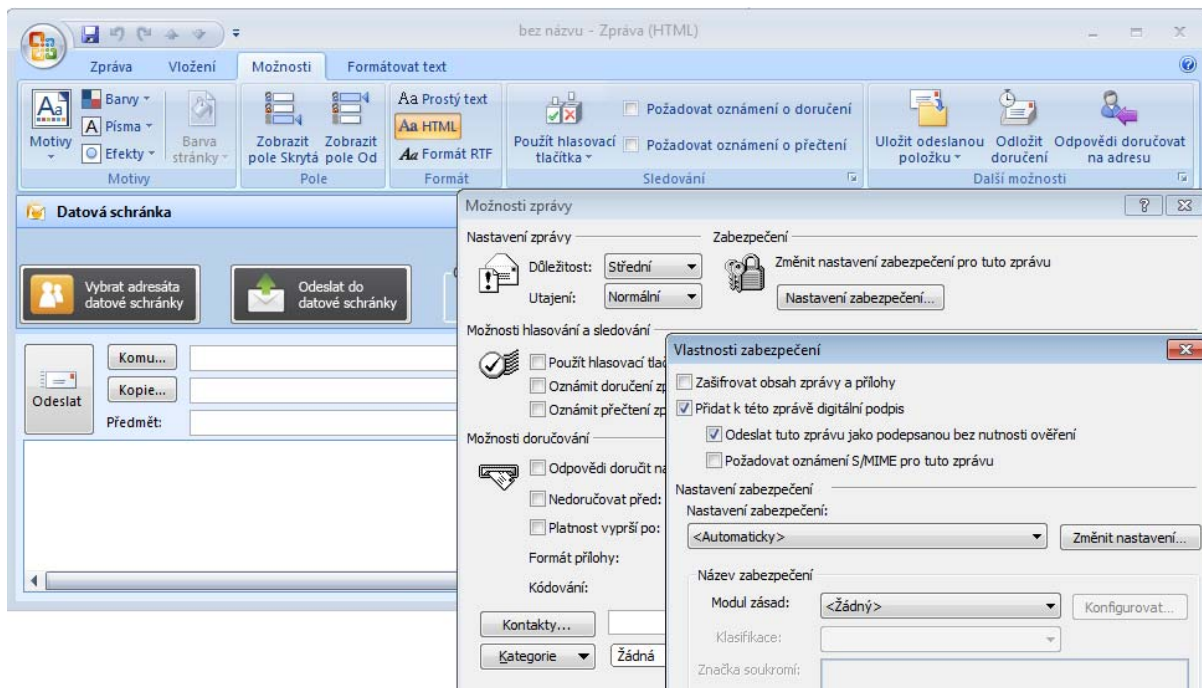 bez názvu - Zpráva (HTML)
Zpráva Vložení Možnosti Formátovat text
Aa Motivy
Barvy
A Písma
Efekty
Barva stránky
Motivy
Zobrazit pole Skrytá
Zobrazit pole Od
Pole
Aa Prostý text
Aa HTML
Aa Formát RTF
Formát
Použít hlasovací tlačítka
Požadovat oznámení o doručení
Požadovat oznámení o přečtení
Sledování
Uložit odeslanou položku
Odložit doručení
Odpovědi doručovat na adresu
Další možnosti
Datová schránka
Vybrat adresáta
datové schránky
Odeslat do
datové schránky
Odeslat
Komu...
Kopie...
Předmět:
Možnosti zprávy
Nastavení zprávy
Důležitost: Střední
Utajení: Normální
Zabezpečení
Změnit nastavení zabezpečení pro tuto zprávu
Nastavení zabezpečení...
Možnosti hlasování a sledování
Použít hlasovací tlač
Oznámit doručení zp
Oznámit přečtení zp
Možnosti doručování
Odpovědi doručit na
Nedoručovat před:
Platnost vyprší po:
Formát přílohy:
Kódování:
Kontakty...
Kategorie Žádná
Vlastnosti zabezpečení
Zašifrovat obsah zprávy a přílohy
Přidat k této zprávě digitální podpis
Odeslat tuto zprávu jako podepsanou bez nutnosti ověření
Požadovat oznámení S/MIME pro tuto zprávu
Nastavení zabezpečení
Nastavení zabezpečení:
<Automaticky> Změnit nastavení...
Název zabezpečení
Modul zásad: <Žádný> Konfigurovat...
Klasifikace:
Značka soukromí: